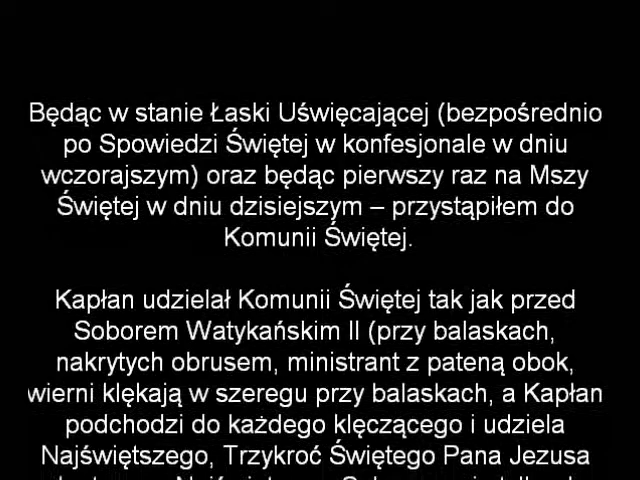 Będąc w stanie Łaski Uświęcającej (bezpośrednio
po Spowiedzi Świętej w konfesjonale w dniu
wczorajszym) oraz będąc pierwszy raz na Mszy
Świętej w dniu dzisiejszym – przystąpiłem do
Komunii Świętej.
Kapłan udzielał Komunii Świętej tak jak przed
Soborem Watykańskim II (przy balaskach,
nakrytych obrusem, ministrant z pateną obok,
wierni klękają w szeregu przy balaskach, a Kapłan
podchodzi do każdego klęczącego i udziela
Najświętszego, Trzykroć Świętego Pana Jezusa